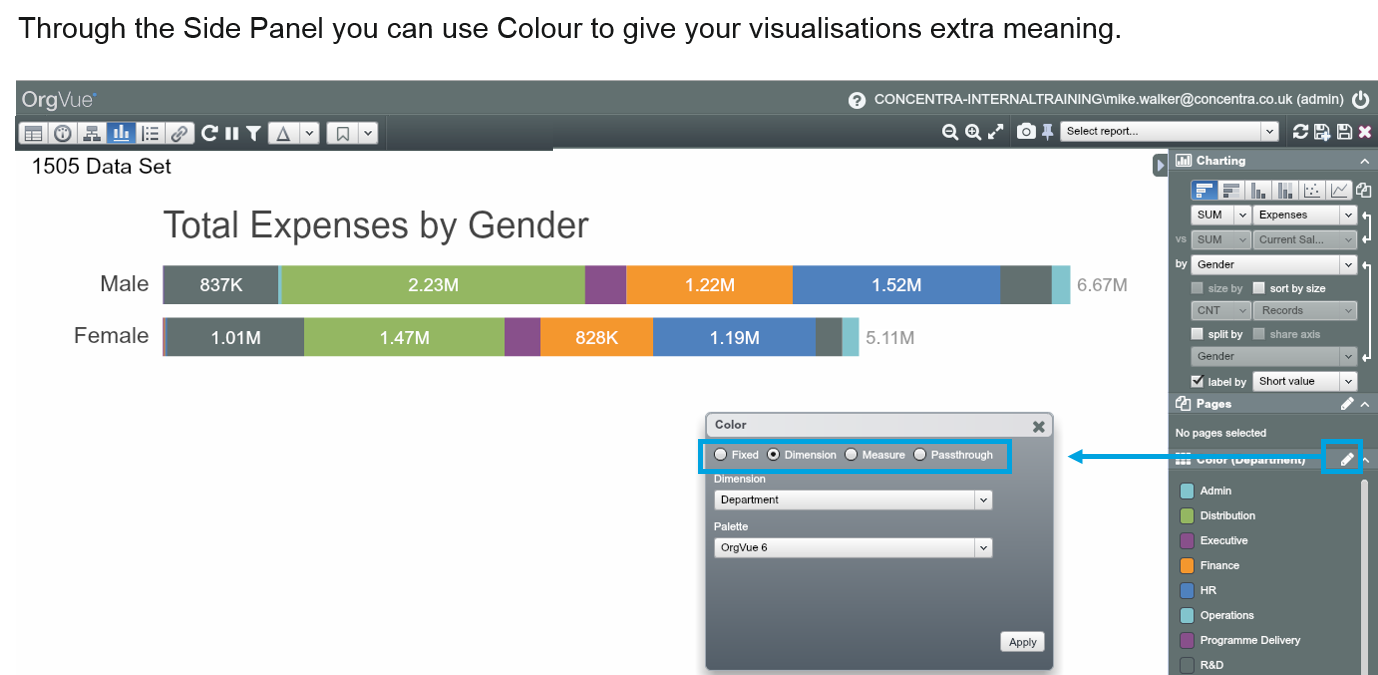 Through the Side Panel you can use Colour to give your visualisations extra meaning.
OrgVue
? CONCENTRA-INTERNALTRAINING\mike.walker@concentra.co.uk (admin)
Select report...
1505 Data Set
Total Expenses by Gender
Male 837K 2.23M 1.22M 1.52M 6.67M
Female 1.01M 1.47M 828K 1.19M 5.11M
Charting
SUM Expenses
vs SUM Current Sal...
by Gender
size by sort by size
CNT Records
split by share axis
Gender
label by Short value
Pages
No pages selected
Color (Department)
Admin
Distribution
Executive
Finance
HR
Operations
Programme Delivery
R&D
Color
Fixed Dimension Measure Passthrough
Dimension
Department
Palette
OrgVue 6
Apply